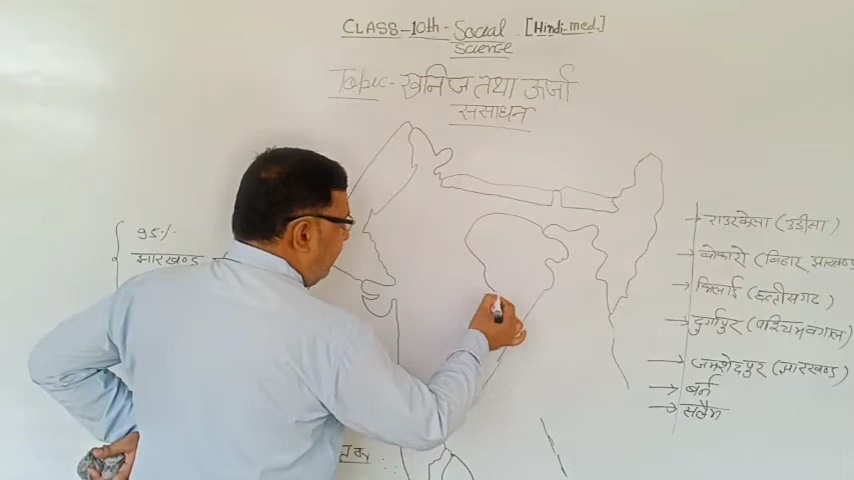 CLASS-10th-Social [Hindi-med.]
Science
Topic- खनिज तथा ऊर्जा
संसाधन
95%
झारखण्ड
राउरकेला (उडीसा)
बोकारो (बिहार, झारखण्ड
भिलाई (छत्तीसगढ)
दुर्गापुर (पश्चिम बंगाल)
जमशेदपुर (झारखण्ड)
बर्न
सलेम